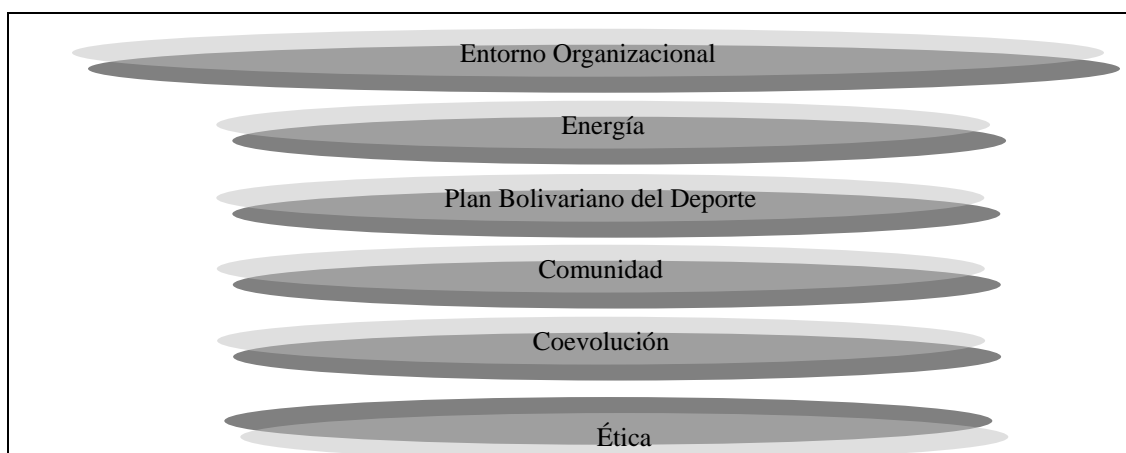 Entorno Organizacional
Energía
Plan Bolivariano del Deporte
Comunidad
Coevolución
Ética